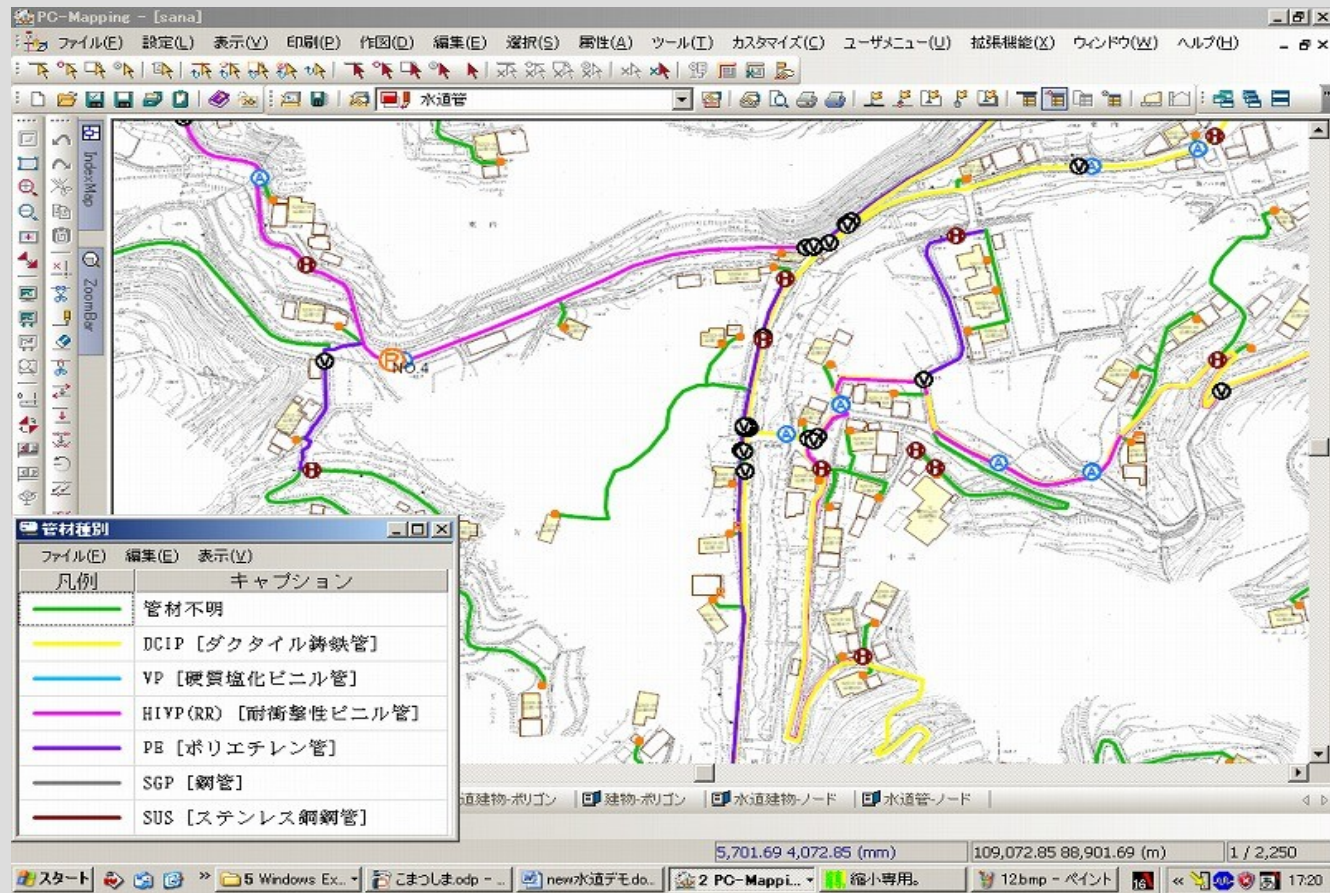 PC-Mapping - [sana]
ファイル(F) 設定(L) 表示(V) 印刷(P) 作図(D) 編集(E) 選択(S) 属性(A) ツール(T) カスタマイズ(C) ユーザメニュー(U) 拡張機能(X) ウィンドウ(W) ヘルプ(H)
水道管
IndexMap
ZoomBar
NO.4
管材種別
ファイル(F) 編集(E) 表示(V)
凡例 キャプション
管材不明
DCIP [ダクタイル鋳鉄管]
VP [硬質塩化ビニル管]
HIVP(RR) [耐衝撃性ビニル管]
PE [ポリエチレン管]
SGP [鋼管]
SUS [ステンレス鋼鋼管]
道建物-ポリゴン 建物-ポリゴン 水道建物-ノード 水道管-ノード
5,701.69 4,072.85 (mm) 109,072.85 88,901.69 (m) 1 / 2,250
スタート 5 Windows Ex... こまつしま.odp - ... new水道デモdo... 2 PC-Mappi... 縮小専用。 12.bmp - ペイント 17:20